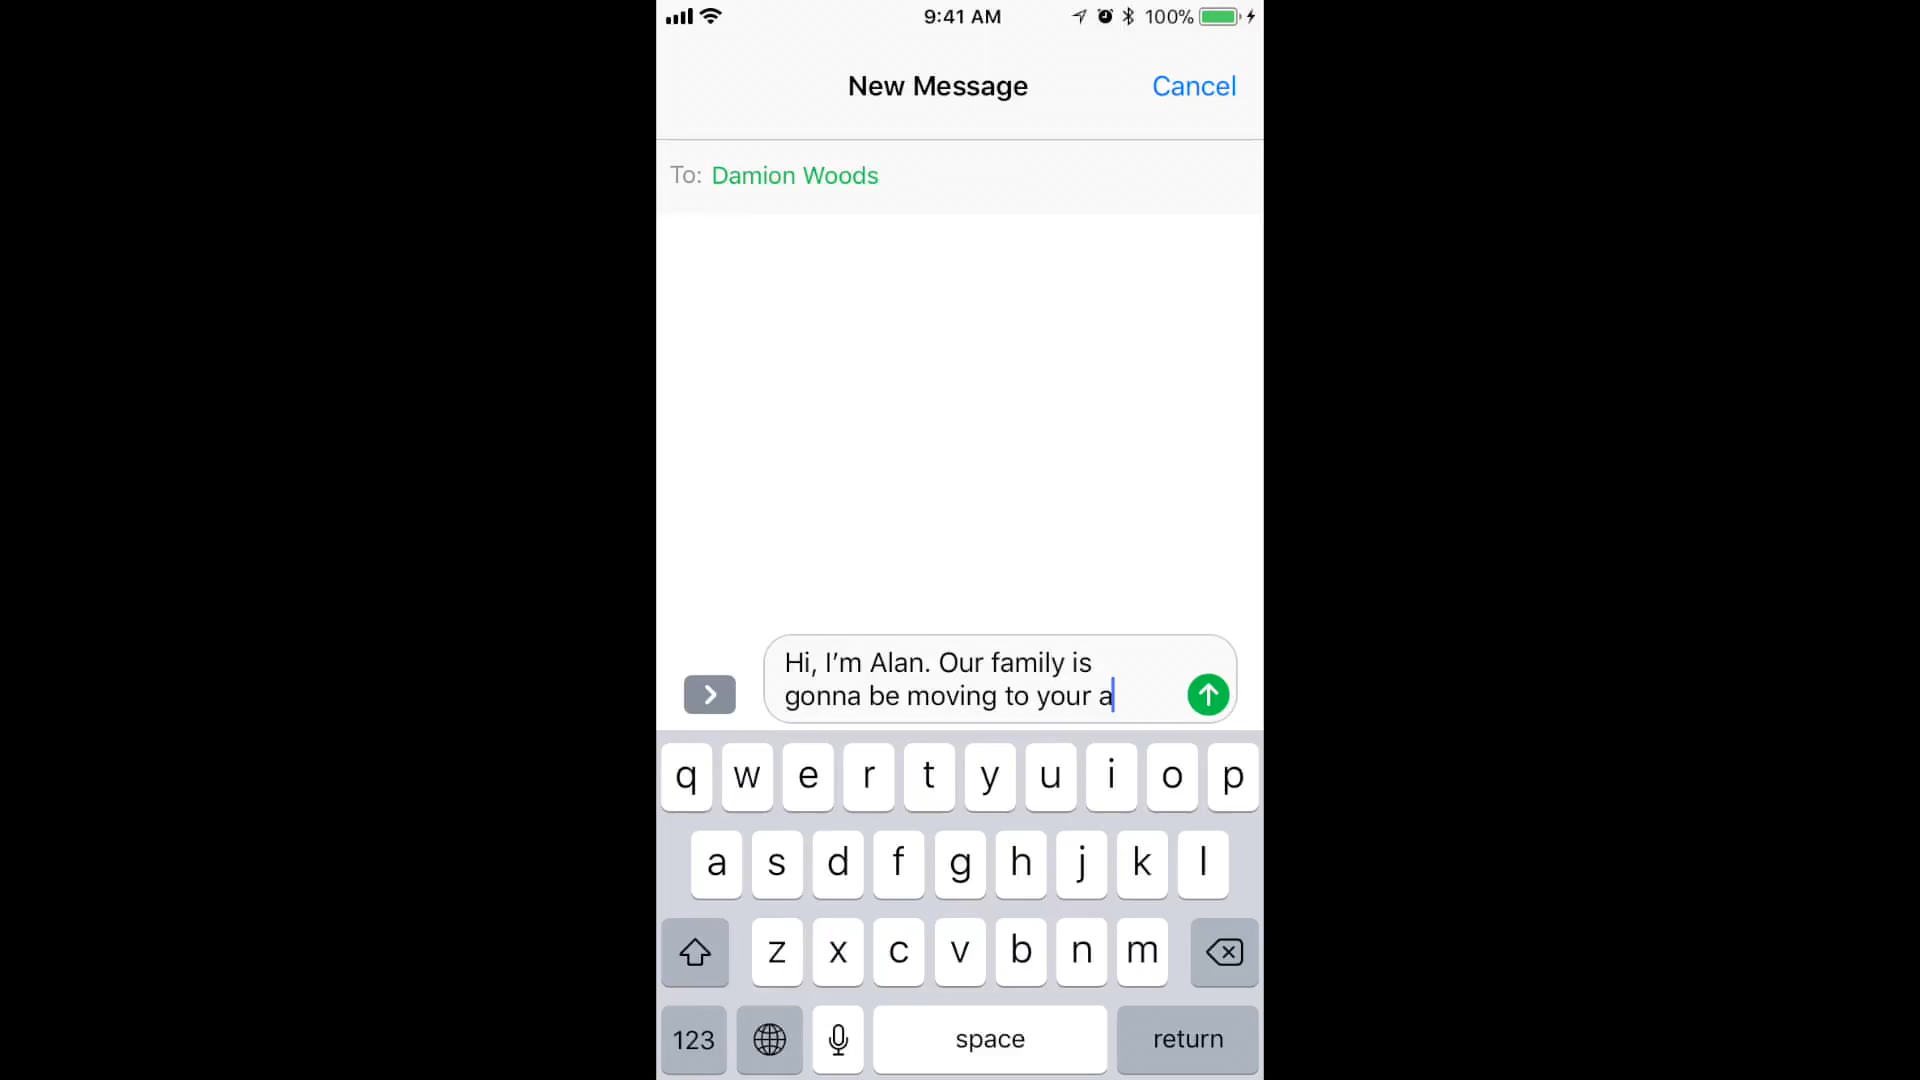 9:41 AM 100%
New Message Cancel
To: Damion Woods
Hi, I’m Alan. Our family is
gonna be moving to your a
q w e r t y u i o p
a s d f g h j k l
z x c v b n m
123 space return